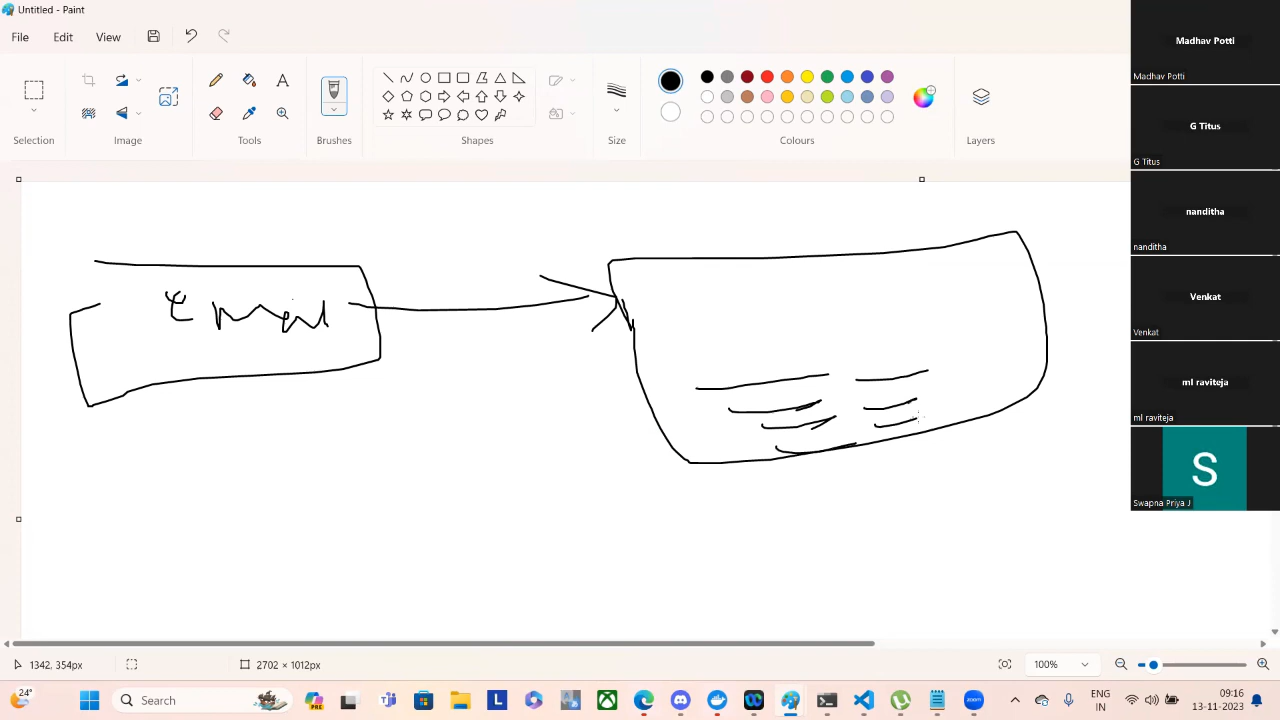 Untitled - Paint
File Edit View
Selection Image Tools Brushes Shapes Size Colours Layers
Email
Madhav Potti
Madhav Potti
G Titus
G Titus
nanditha
nanditha
Venkat
Venkat
ml raviteja
ml raviteja
S
Swapna Priya J
1342, 354px 2702 × 1012px 100%
24° Search L PRE ENG IN 09:16 13-11-2023